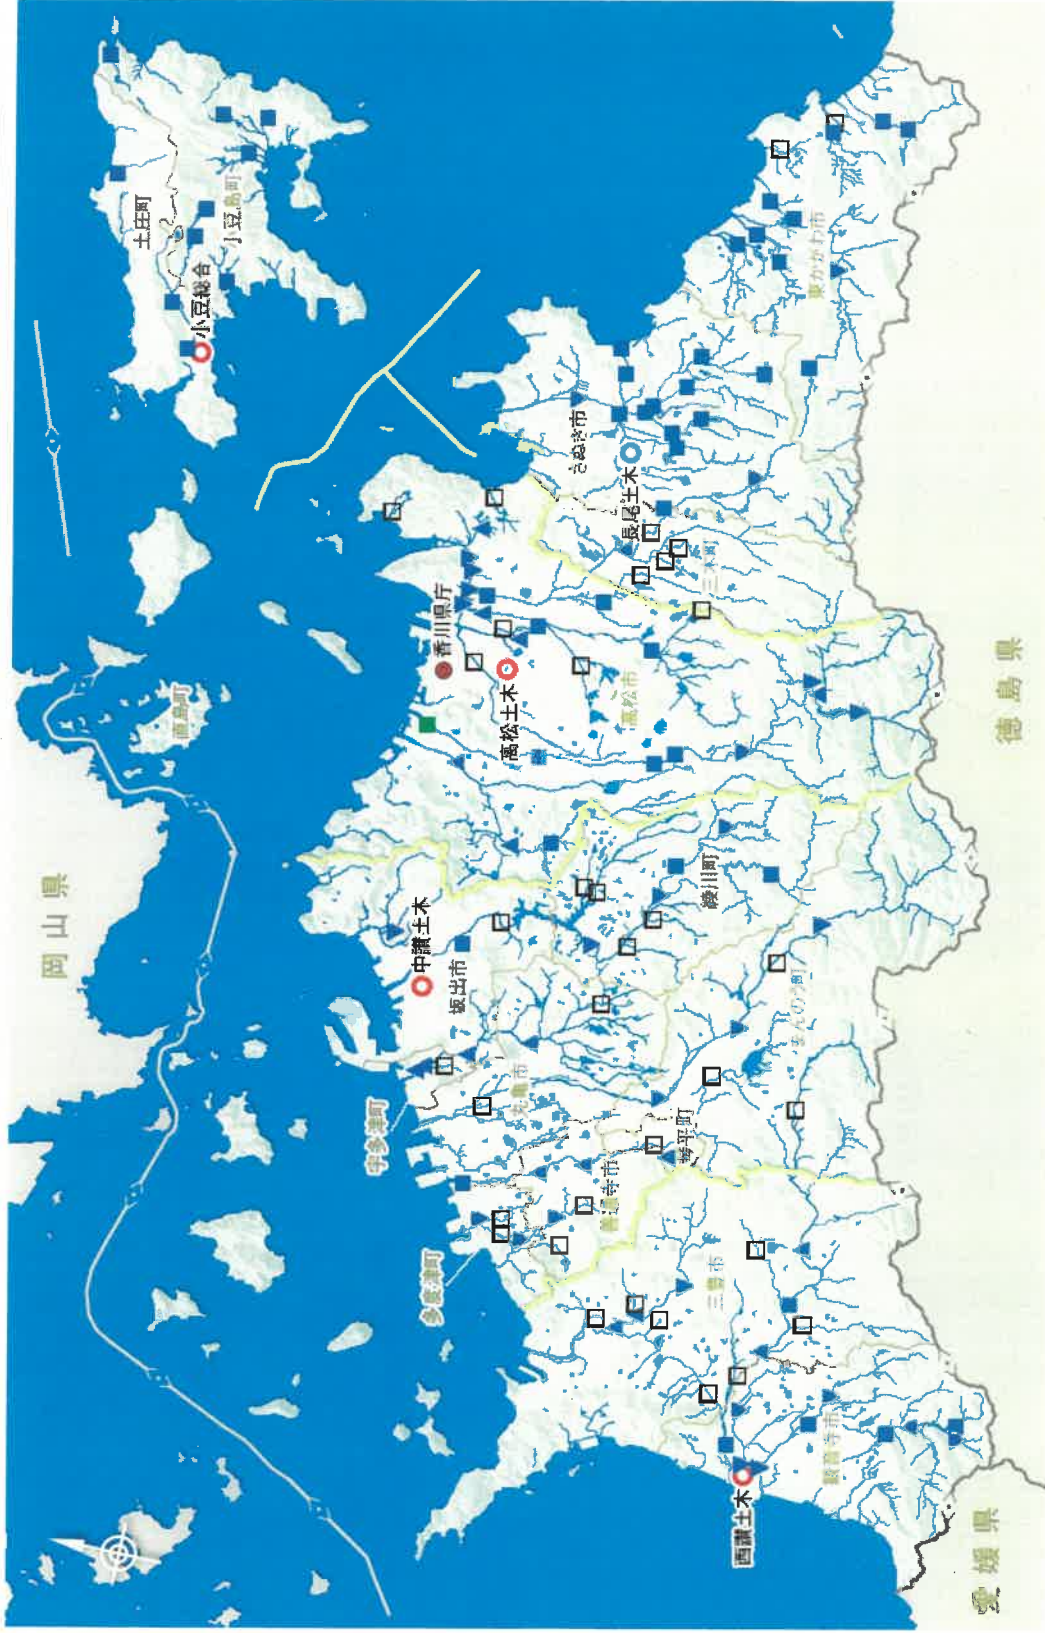 岡山県
土庄町
小豆島町
小豆総合
直島町
香川県庁
高松土木
高松市
さぬき市
長尾土木
三木町
東かがわ市
中讃土木
坂出市
宇多津町
丸亀市
綾川町
多度津町
善通寺市
琴平町
まんのう町
三豊市
観音寺市
西讃土木
徳島県
愛媛県